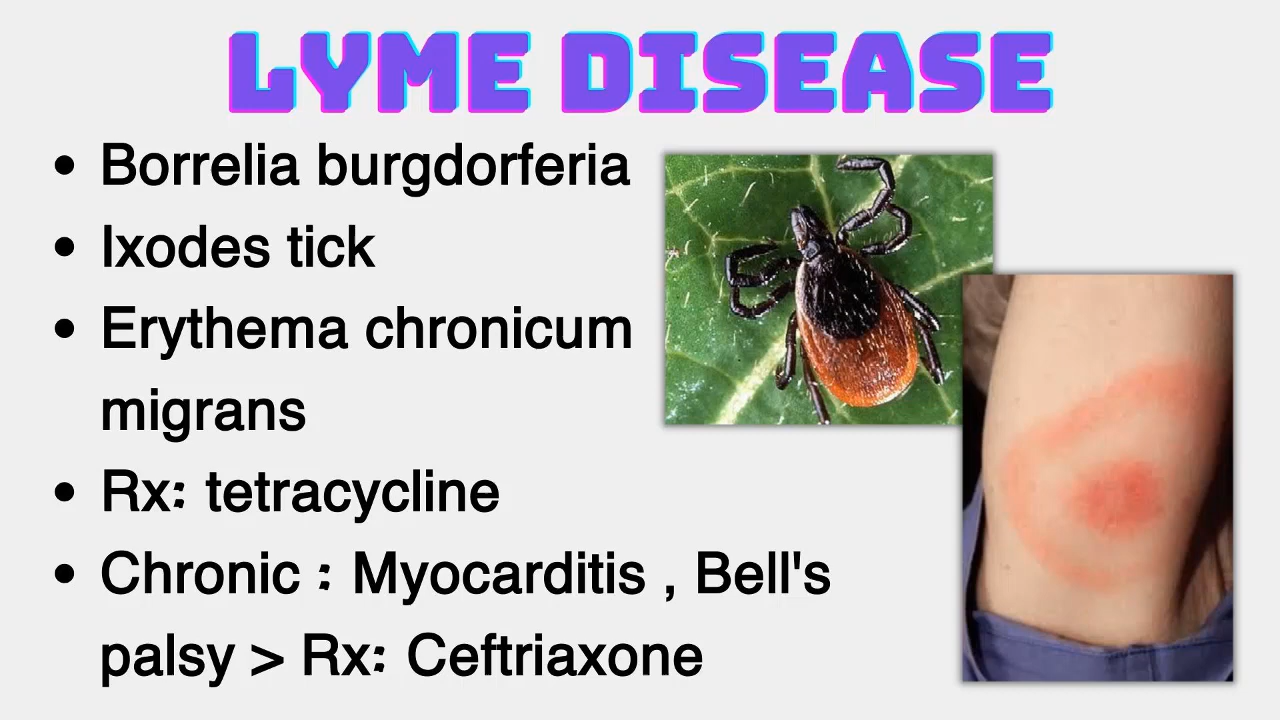 LYME DISEASE
• Borrelia burgdorferia
• Ixodes tick
• Erythema chronicum
migrans
• Rx: tetracycline
• Chronic : Myocarditis , Bell's
palsy > Rx: Ceftriaxone